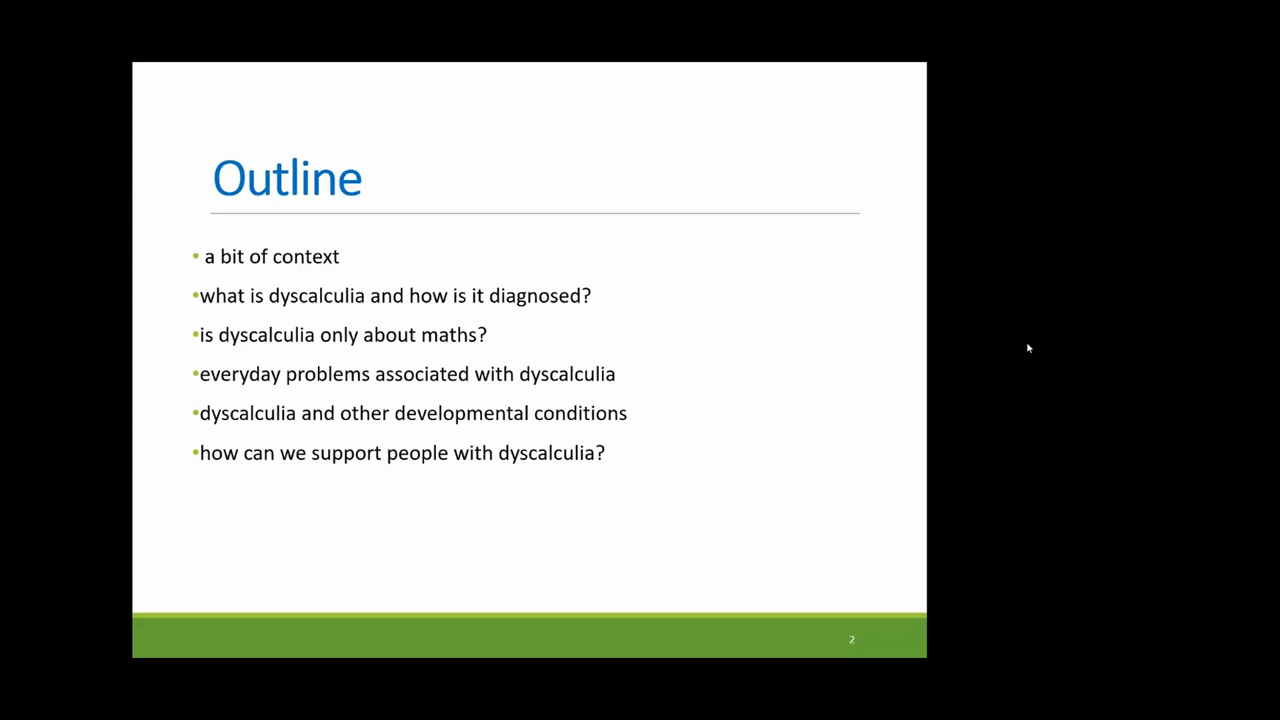 Outline
• a bit of context
•what is dyscalculia and how is it diagnosed?
•is dyscalculia only about maths?
•everyday problems associated with dyscalculia
•dyscalculia and other developmental conditions
•how can we support people with dyscalculia?
2